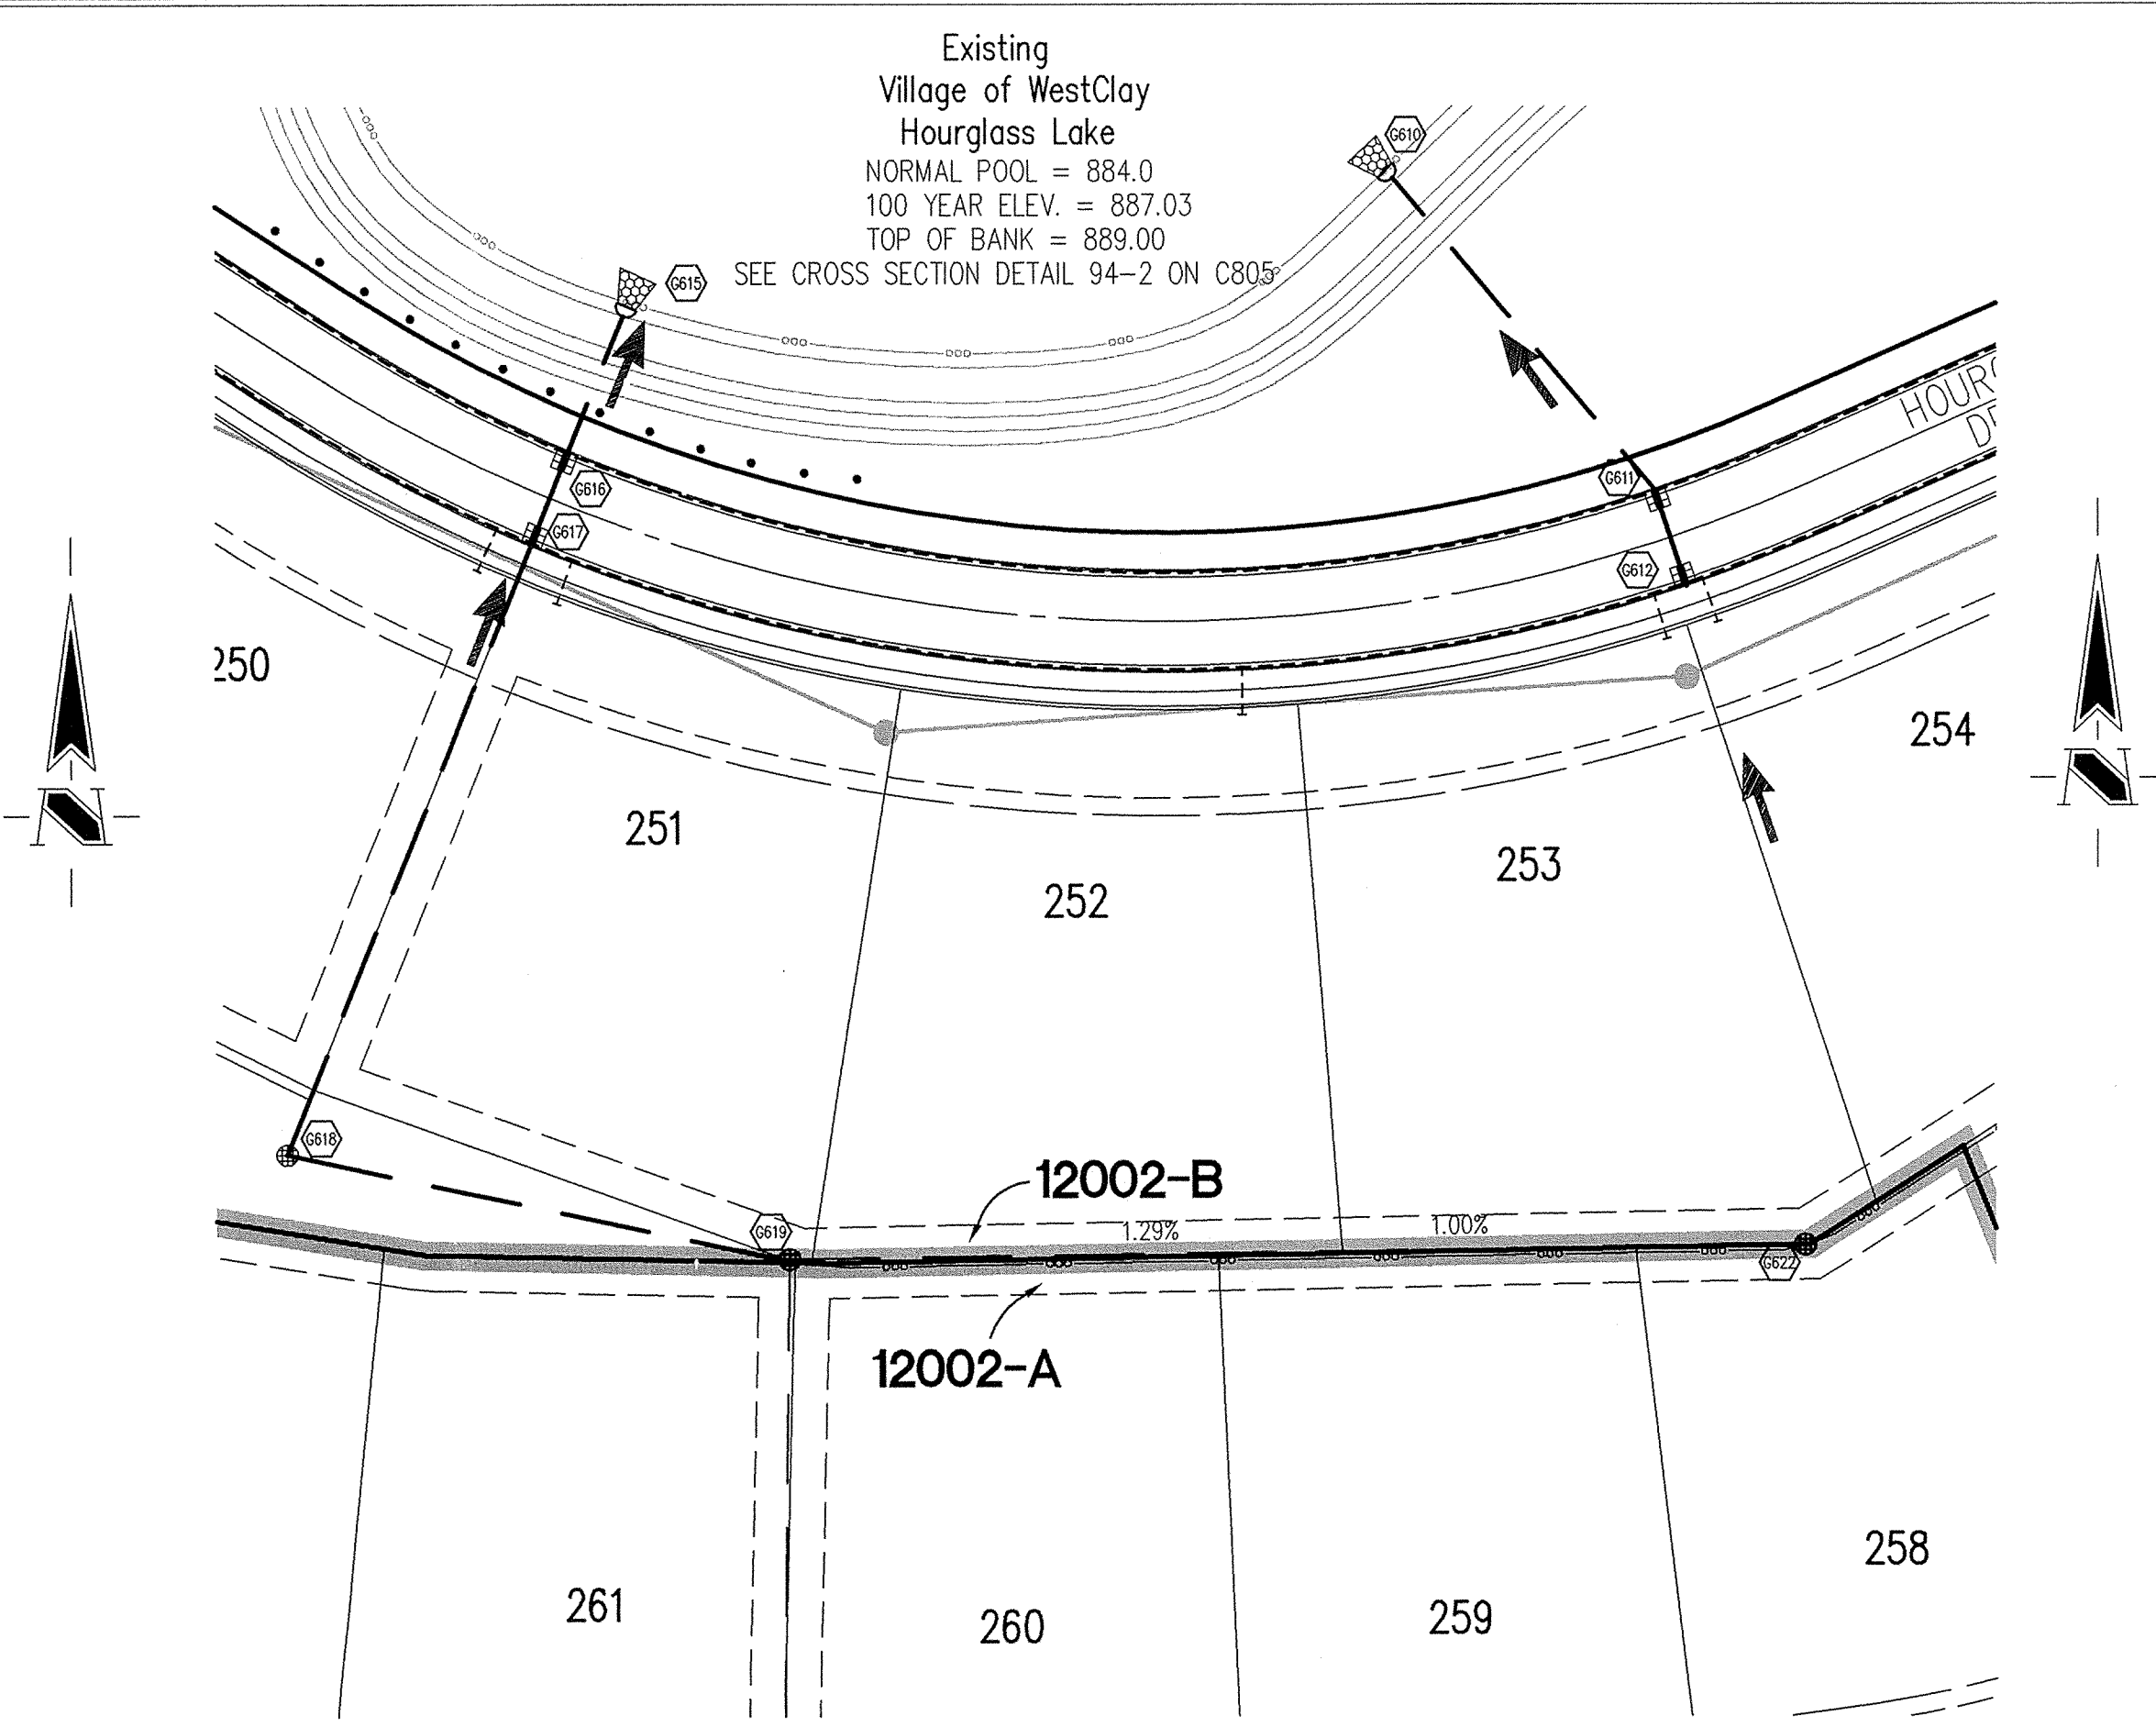 Existing
Village of WestClay
Hourglass Lake
NORMAL POOL = 884.0
100 YEAR ELEV. = 887.03
TOP OF BANK = 889.00
SEE CROSS SECTION DETAIL 94-2 ON C805
G610
G615
G616
G617
G611
G612
HOUR
250
254
N
N
251
253
252
G618
12002-B
G619
1.29%
1.00%
G622
12002-A
258
261
260
259